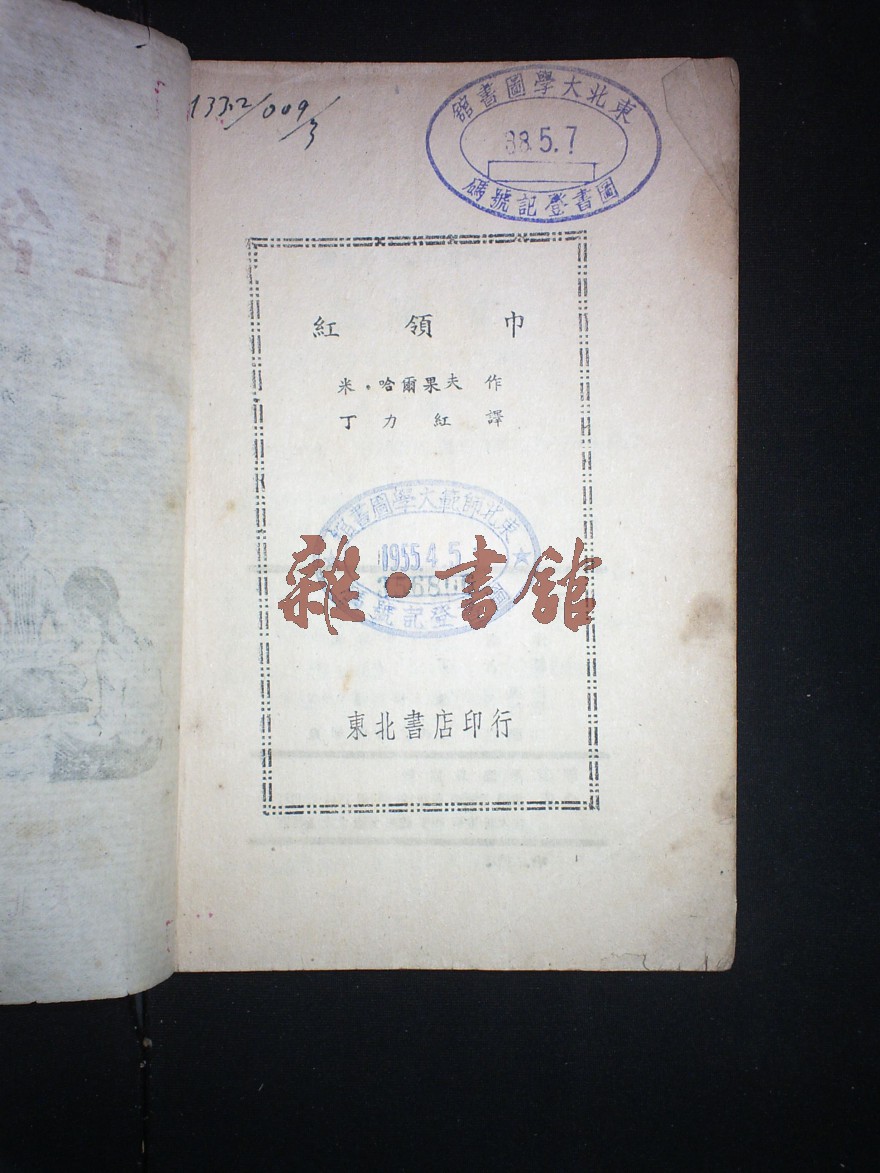 133.2/009/3
東北大學圖書館
38.5.7
圖書登記號碼
紅領巾
米•哈爾果夫 作
丁力紅 譯
東北師範大學圖書館
1955.4.5
登記號
雜•書館
東北書店印行